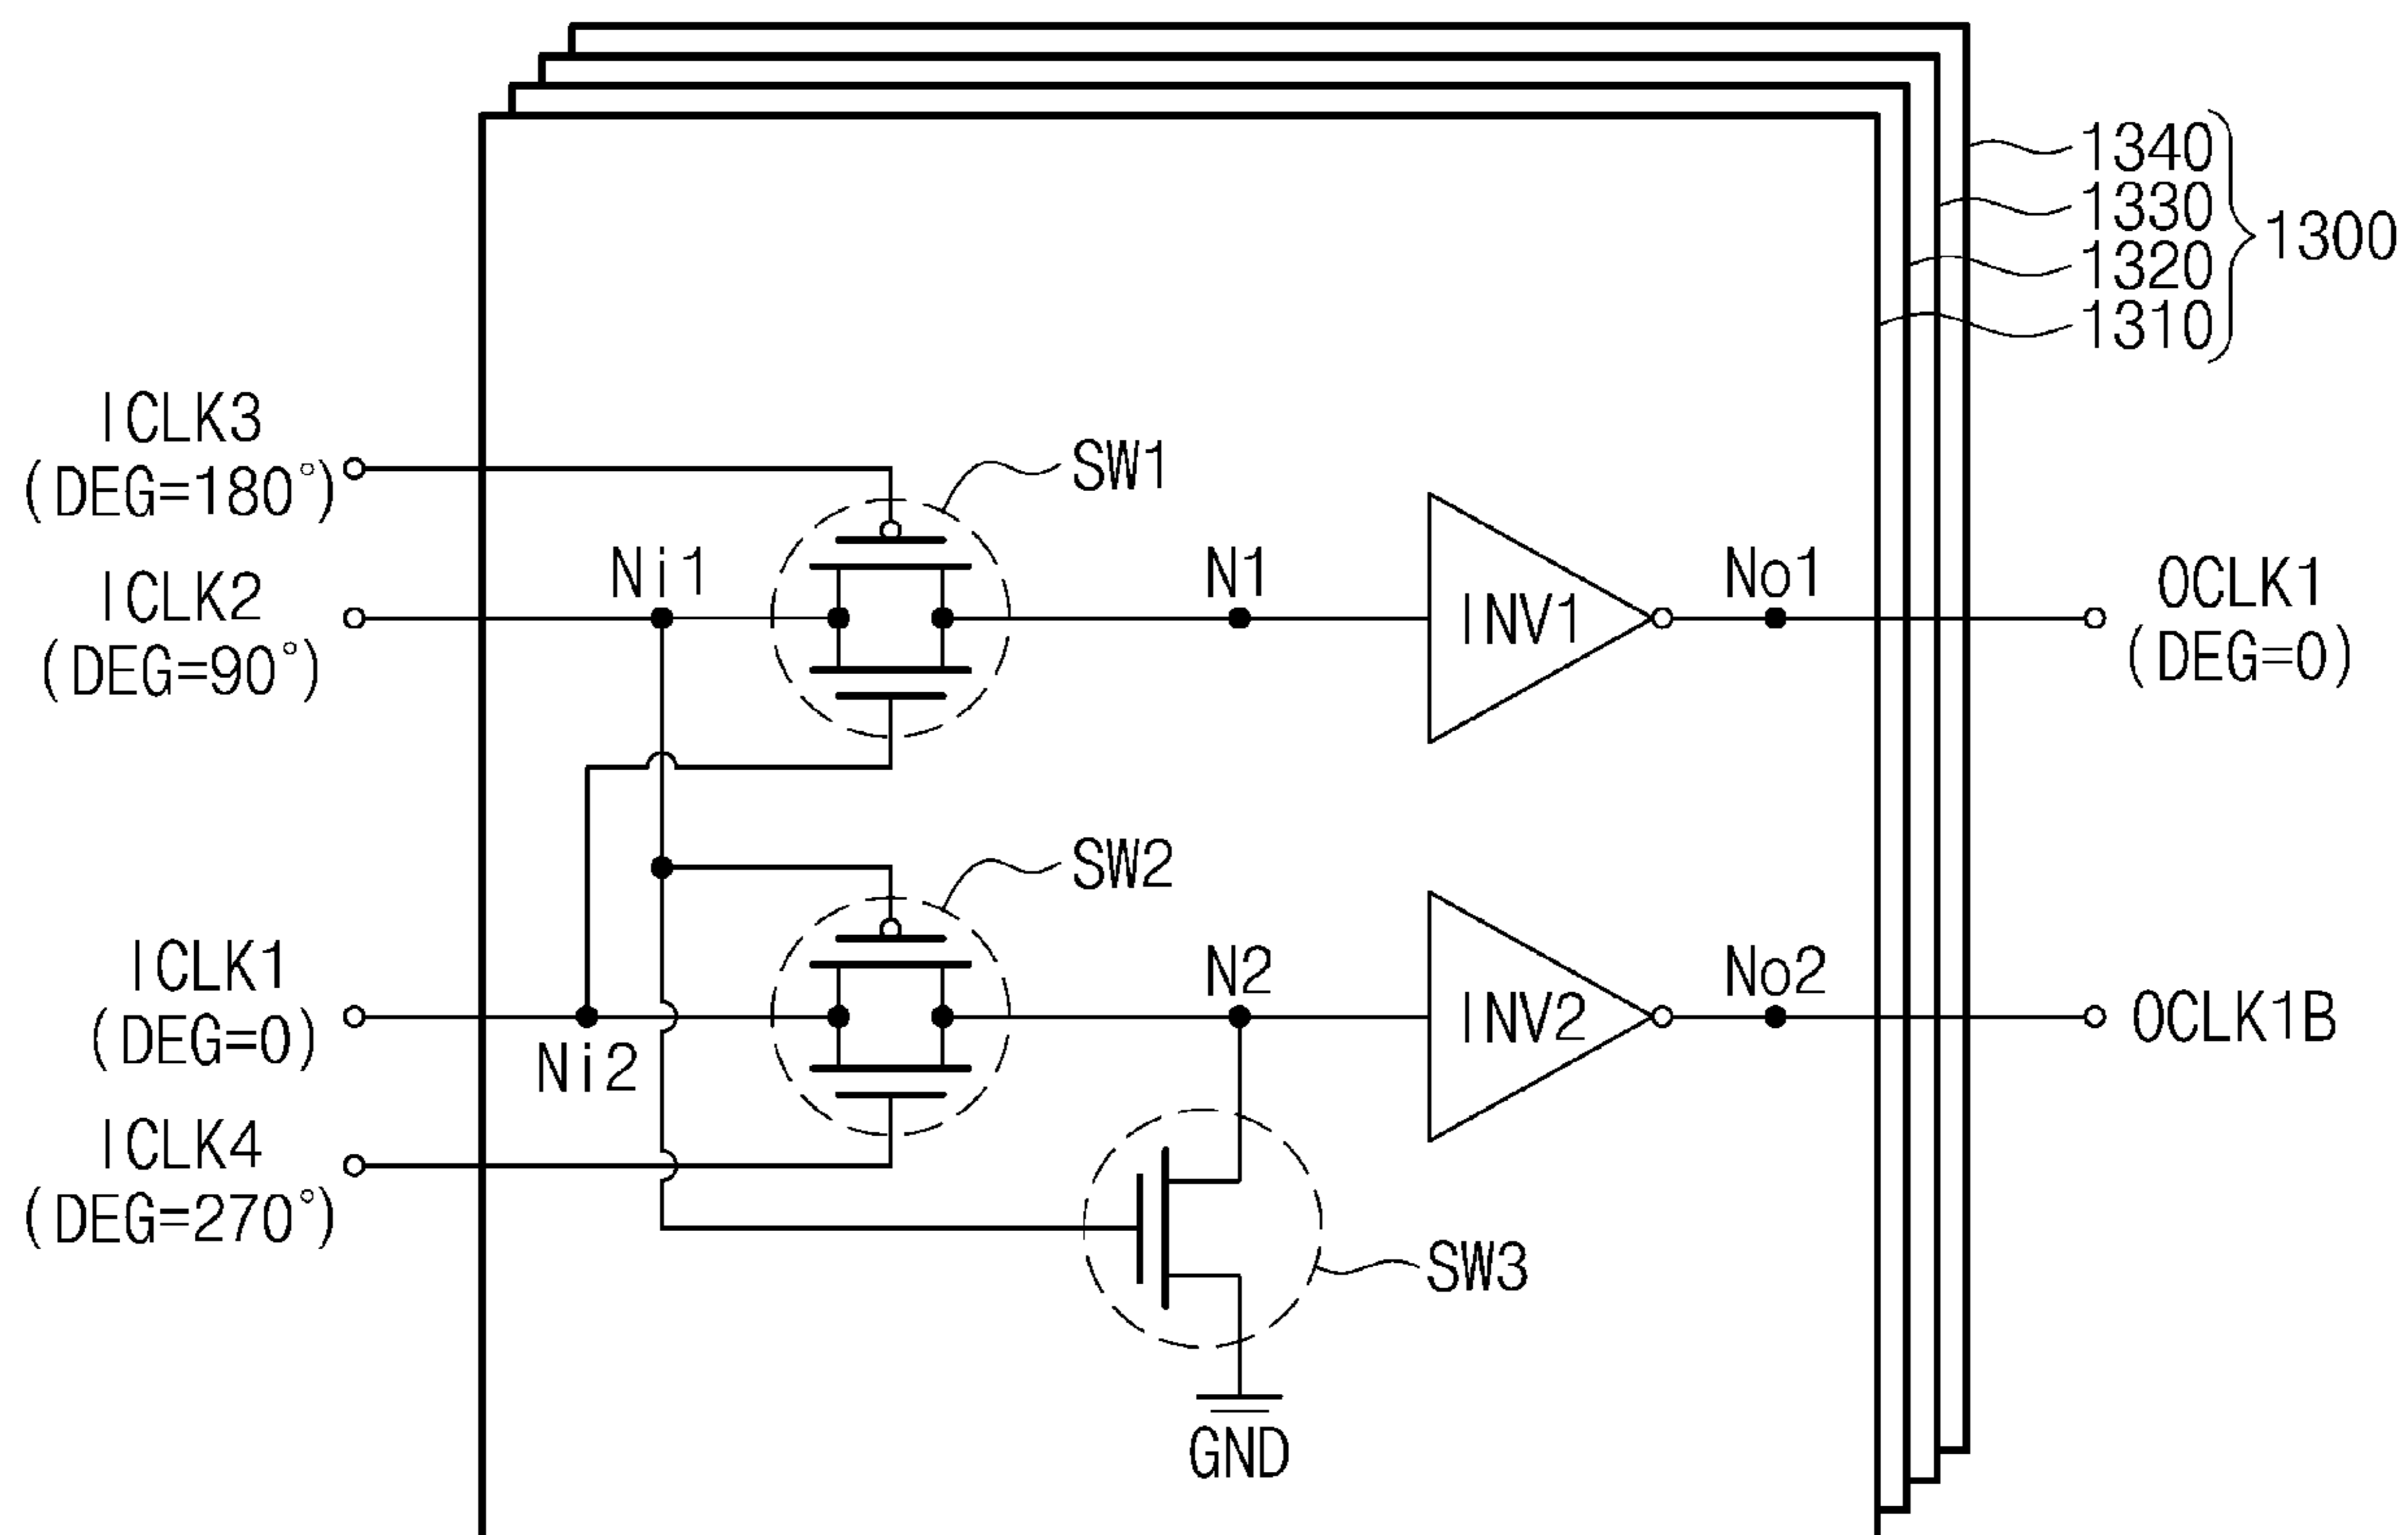 1340
1330
1320
1310
1300
ICLK3
(DEG=180°)
SW1
ICLK2
(DEG=90°)
Ni1
N1
INV1
No1
OCLK1
(DEG=0)
SW2
ICLK1
(DEG=0)
Ni2
N2
INV2
No2
OCLK1B
ICLK4
(DEG=270°)
SW3
GND